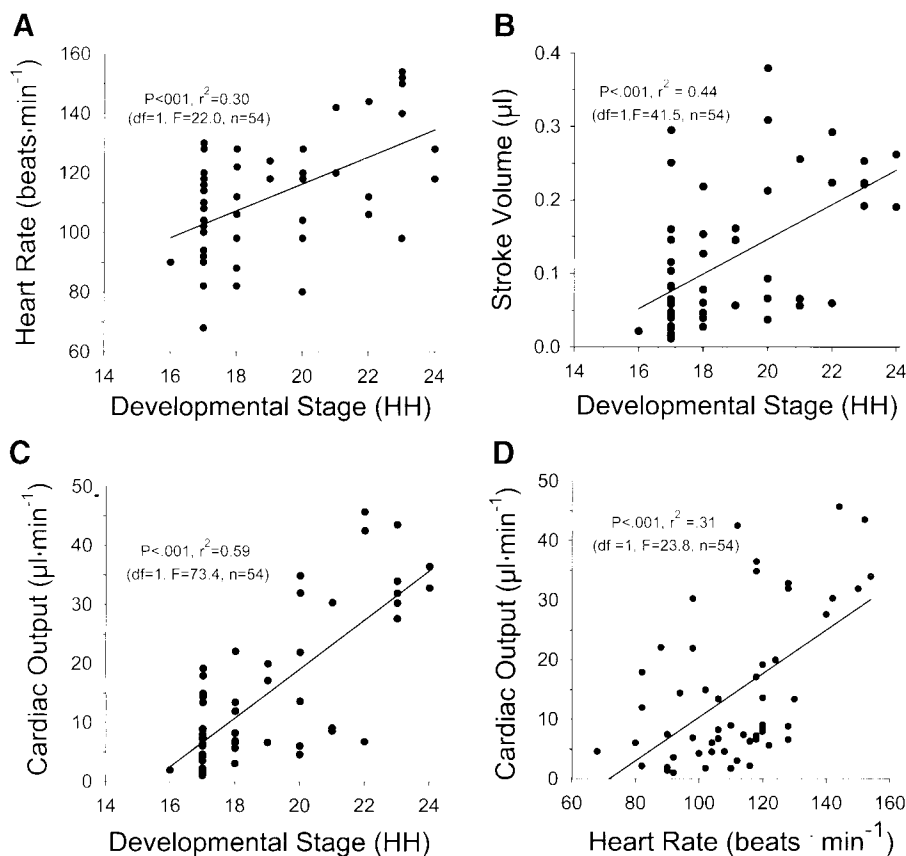 A
Heart Rate (beats·min⁻¹)
160
140
120
100
80
60
P<001, r²=0.30
(df=1, F=22.0, n=54)
14 16 18 20 22 24
Developmental Stage (HH)
B
Stroke Volume (µl)
0.4
0.3
0.2
0.1
0.0
P<.001, r² = 0.44
(df=1,F=41.5, n=54)
14 16 18 20 22 24
Developmental Stage (HH)
C
Cardiac Output (µl·min⁻¹)
50
40
30
20
10
0
P<.001, r²=0.59
(df=1, F=73.4, n=54)
14 16 18 20 22 24
Developmental Stage (HH)
D
Cardiac Output (µl·min⁻¹)
50
40
30
20
10
0
P<.001, r² =.31
(df =1, F=23.8, n=54)
60 80 100 120 140 160
Heart Rate (beats · min⁻¹)